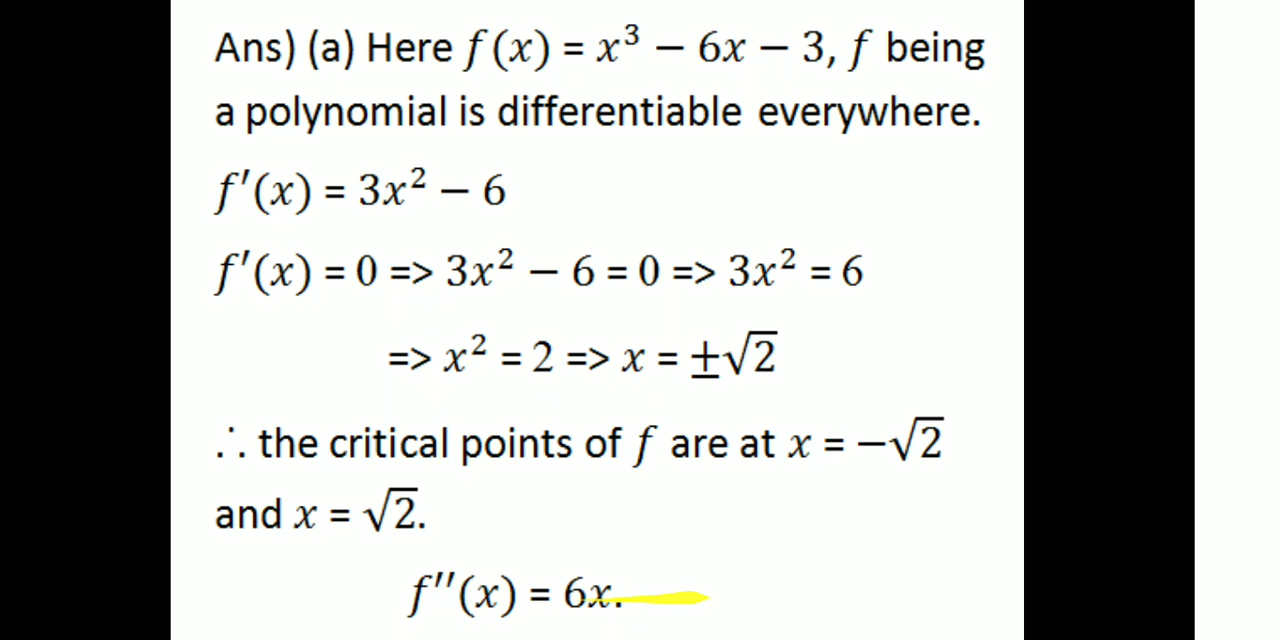 Ans) (a) Here f(x) = x³ − 6x − 3, f being
a polynomial is differentiable everywhere.
f′(x) = 3x² − 6
f′(x) = 0 => 3x² − 6 = 0 => 3x² = 6
=> x² = 2 => x = ±√2
∴ the critical points of f are at x = −√2
and x = √2.
f′′(x) = 6x.